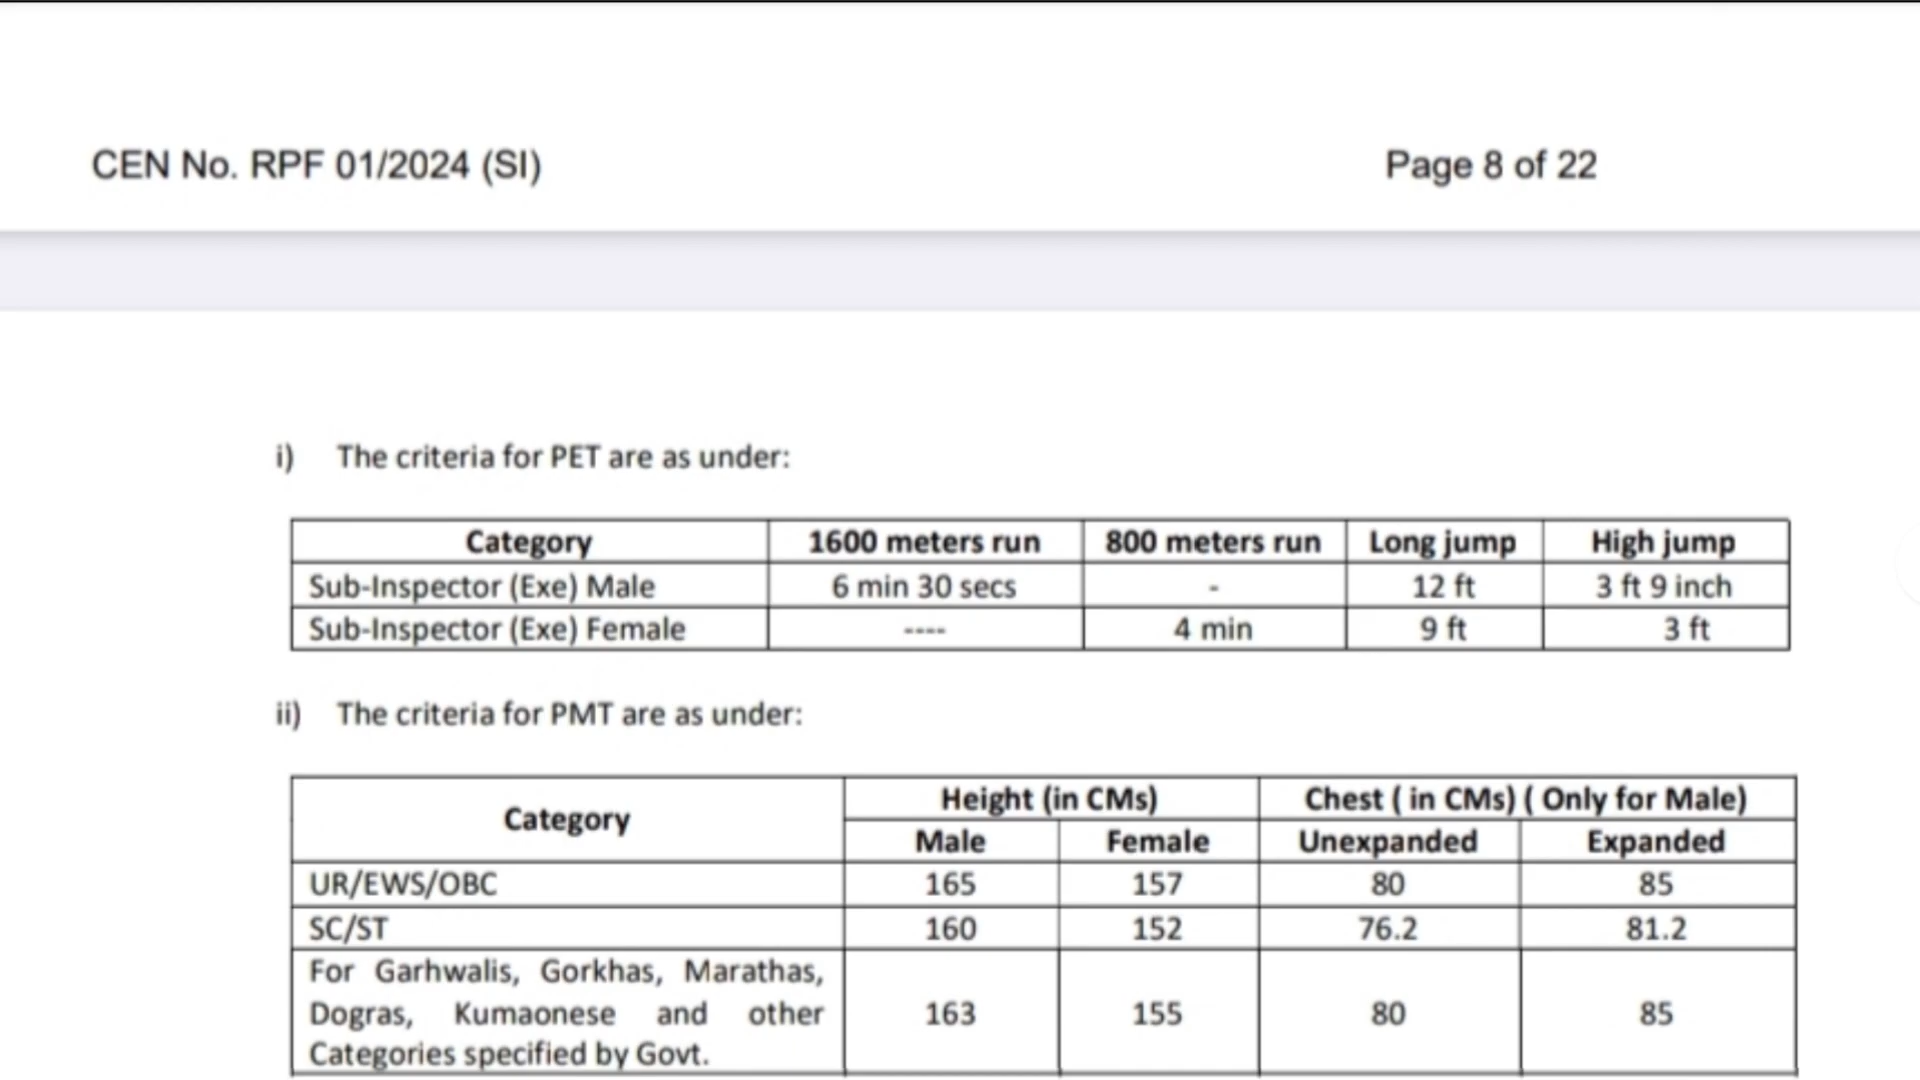 CEN No. RPF 01/2024 (SI) Page 8 of 22
i) The criteria for PET are as under:
Category 1600 meters run 800 meters run Long jump High jump
Sub-Inspector (Exe) Male 6 min 30 secs - 12 ft 3 ft 9 inch
Sub-Inspector (Exe) Female ---- 4 min 9 ft 3 ft
ii) The criteria for PMT are as under:
Category Height (in CMs) Chest ( in CMs) ( Only for Male)
Male Female Unexpanded Expanded
UR/EWS/OBC 165 157 80 85
SC/ST 160 152 76.2 81.2
For Garhwalis, Gorkhas, Marathas,
Dogras, Kumaonese and other 163 155 80 85
Categories specified by Govt.